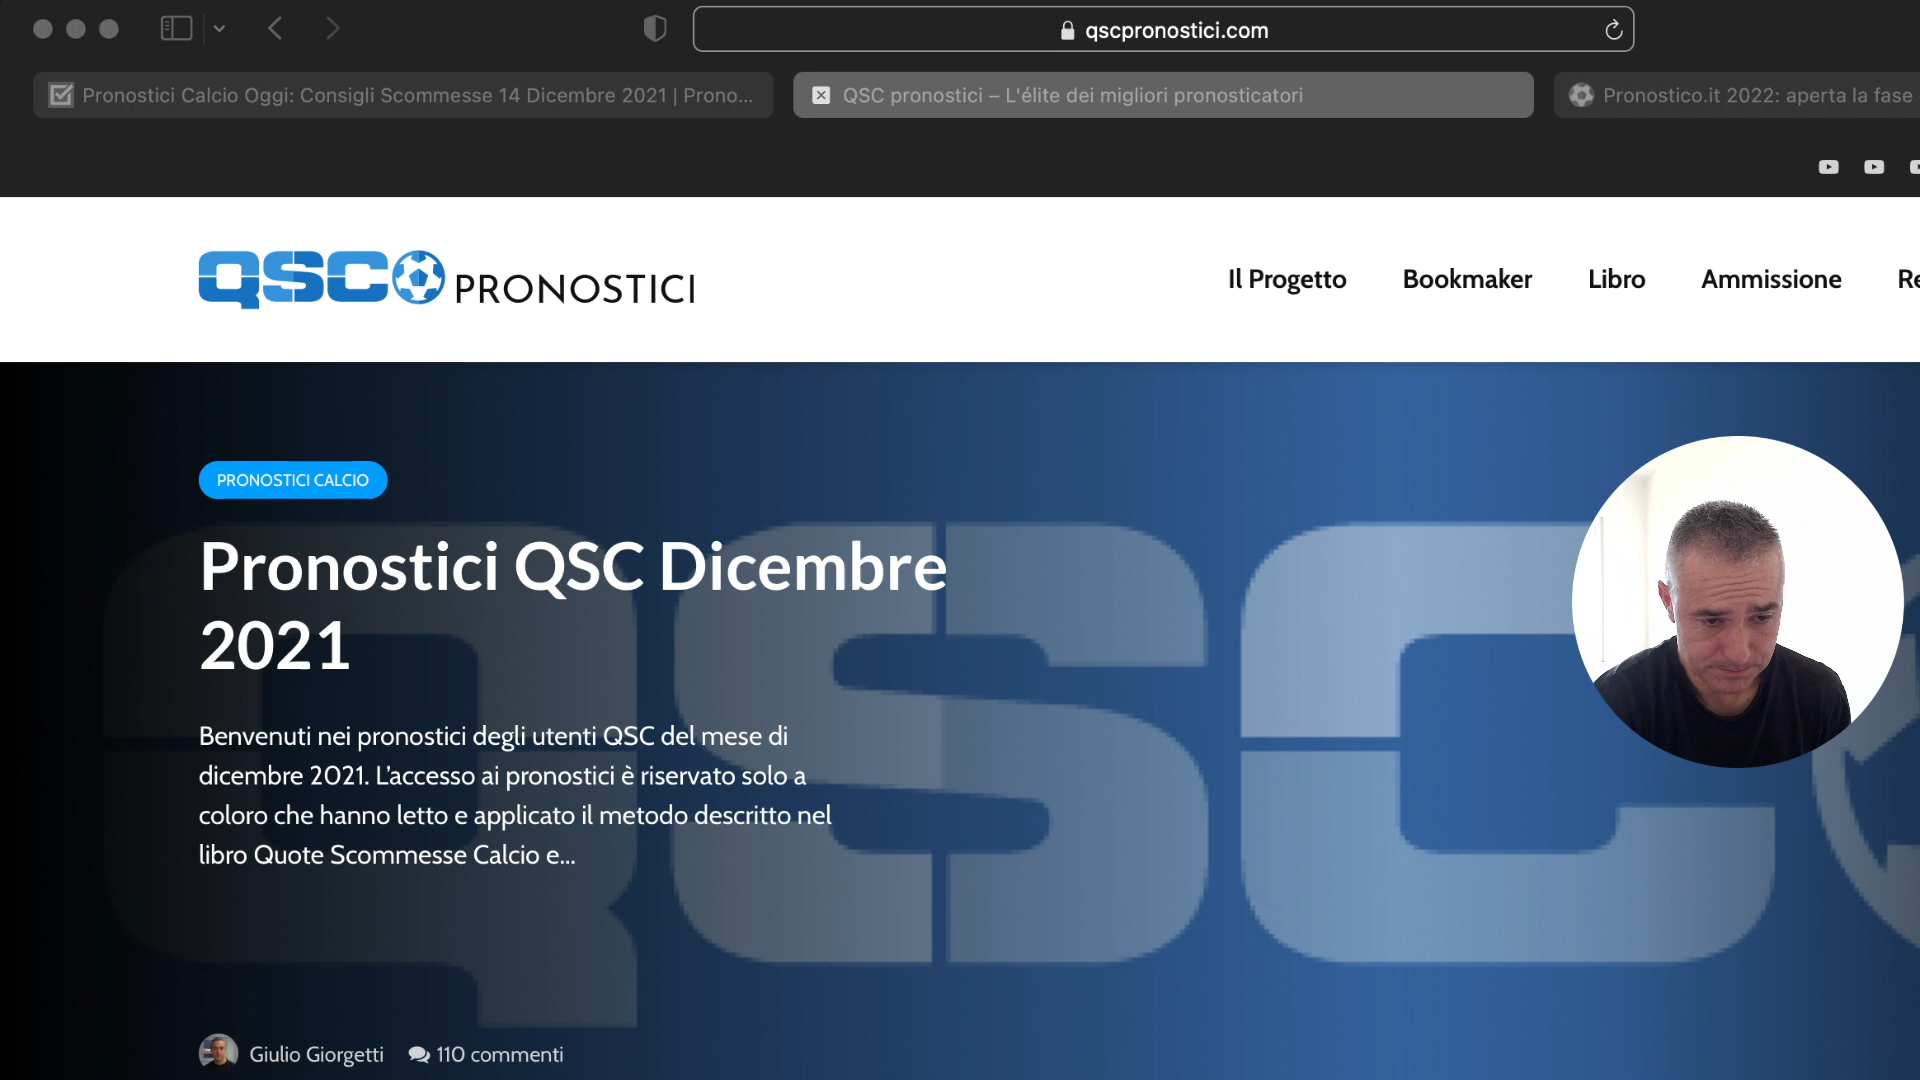 qscpronostici.com
Pronostici Calcio Oggi: Consigli Scommesse 14 Dicembre 2021 | Prono...
QSC pronostici – L'élite dei migliori pronosticatori
Pronostico.it 2022: aperta la fase
QSC PRONOSTICI
Il Progetto
Bookmaker
Libro
Ammissione
PRONOSTICI CALCIO
Pronostici QSC Dicembre
2021
Benvenuti nei pronostici degli utenti QSC del mese di
dicembre 2021. L'accesso ai pronostici è riservato solo a
coloro che hanno letto e applicato il metodo descritto nel
libro Quote Scommesse Calcio e...
QSC
Giulio Giorgetti
110 commenti